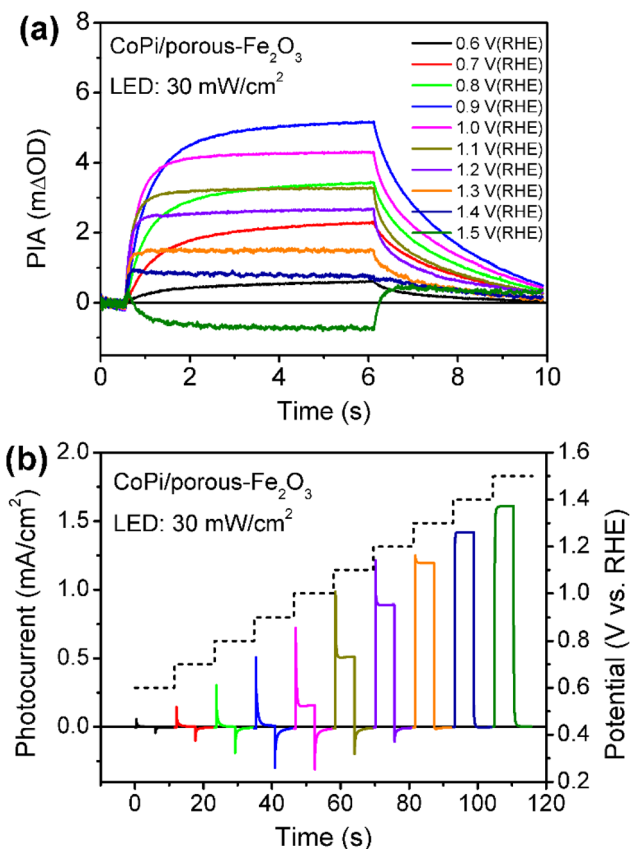 (a)
CoPi/porous-Fe₂O₃
LED: 30 mW/cm²
0.6 V(RHE)
0.7 V(RHE)
0.8 V(RHE)
0.9 V(RHE)
1.0 V(RHE)
1.1 V(RHE)
1.2 V(RHE)
1.3 V(RHE)
1.4 V(RHE)
1.5 V(RHE)
PIA (mΔOD)
8
6
4
2
0
0 2 4 6 8 10
Time (s)
(b)
CoPi/porous-Fe₂O₃
LED: 30 mW/cm²
Photocurrent (mA/cm²)
2.0
1.5
1.0
0.5
0.0
Potential (V vs. RHE)
1.6
1.4
1.2
1.0
0.8
0.6
0.4
0.2
0 20 40 60 80 100 120
Time (s)